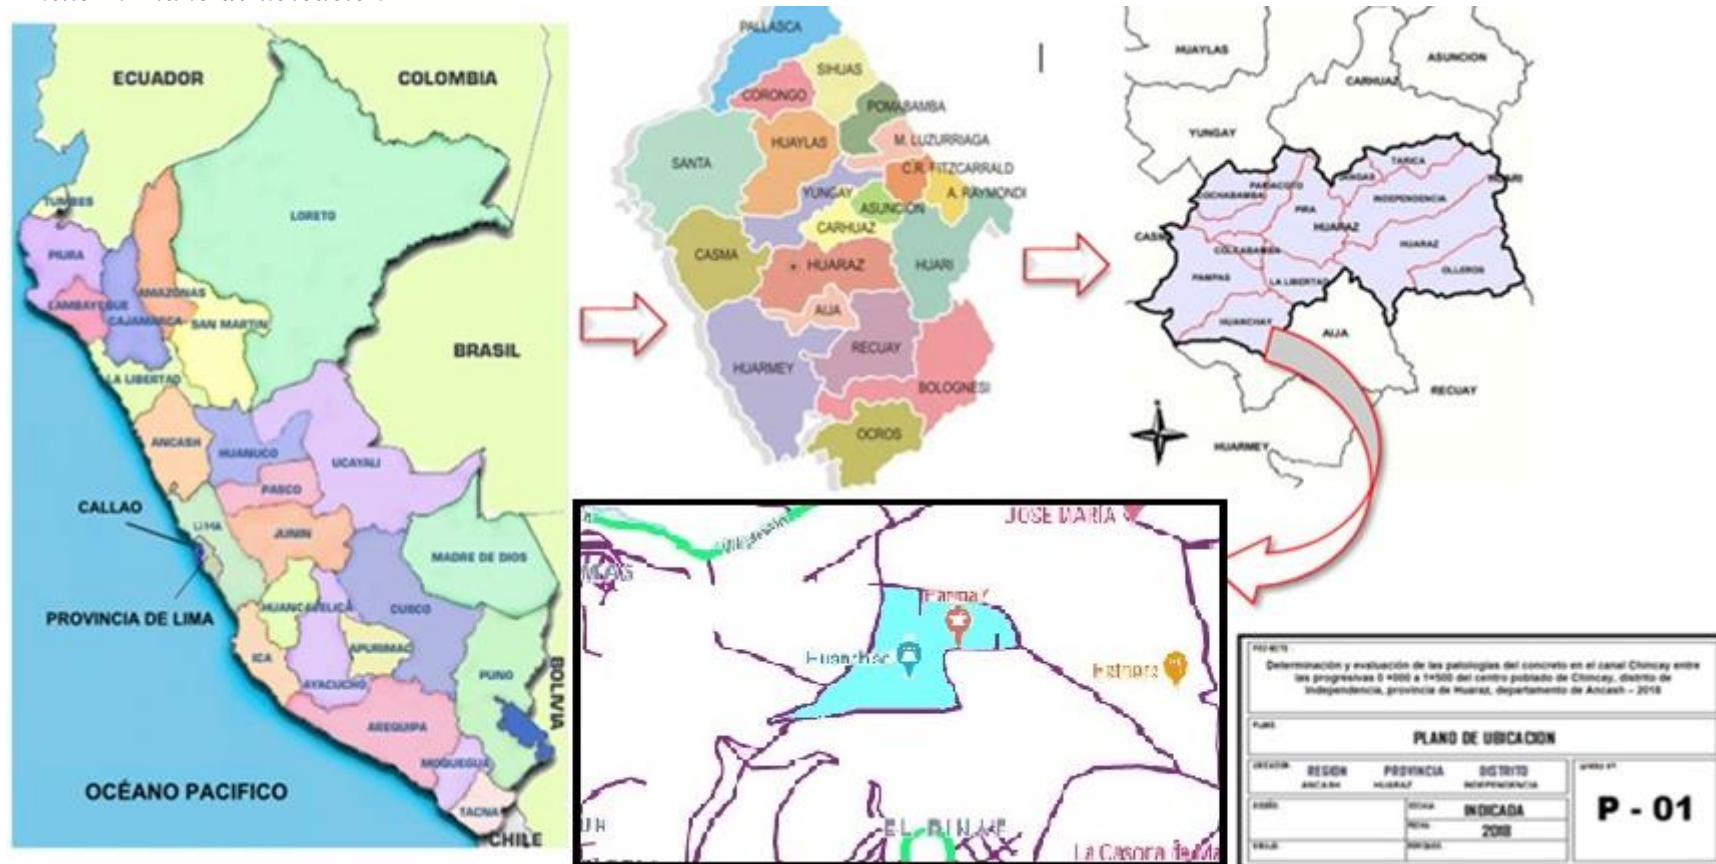 ECUADOR
COLOMBIA
TUMBES
LORETO
PIURA
AMAZONAS
LAMBAYEQUE
CAJAMARCA
SAN MARTIN
BRASIL
LA LIBERTAD
ANCASH
HUANUCO
UCAYALI
PASCO
CALLAO
LIMA
JUNIN
MADRE DE DIOS
PROVINCIA DE LIMA
HUANCAVELICA
CUSCO
ICA
APURIMAC
AYACUCHO
PUNO
BOLIVIA
AREQUIPA
MOQUEGUA
OCÉANO PACIFICO
TACNA
CHILE
PALLASCA
SIHUAS
CORONGO
POMABAMBA
HUAYLAS
M. LUZURRIAGA
SANTA
C.R. FITZCARRALD
YUNGAY
A. RAYMONDI
ASUNCION
CARHUAZ
CASMA
HUARAZ
HUARI
AIJA
RECUAY
HUARMEY
BOLOGNESI
OCROS
HUAYLAS
ASUNCION
CARHUAZ
YUNGAY
TARICA
PARIACOTO
INDEPENDENCIA
PIRA
HUARAZ
CASMA
HUARAZ
COLCABAMBA
OLLEROS
PAMPAS
LA LIBERTAD
HUANCHAY
AIJA
RECUAY
HUARMEY
JOSE MARÍA
Huanchac
La Casona de Ma
Determinación y evaluación de las patologías del concreto en el canal Chincay entre
las progresivas 0 +000 a 1+500 del centro poblado de Chincay, distrito de
Independencia, provincia de Huaraz, departamento de Ancash – 2018
PLANO DE UBICACION
REGION PROVINCIA DISTRITO
ANCASH HUARAZ INDEPENDENCIA
INDICADA
2018
P - 01